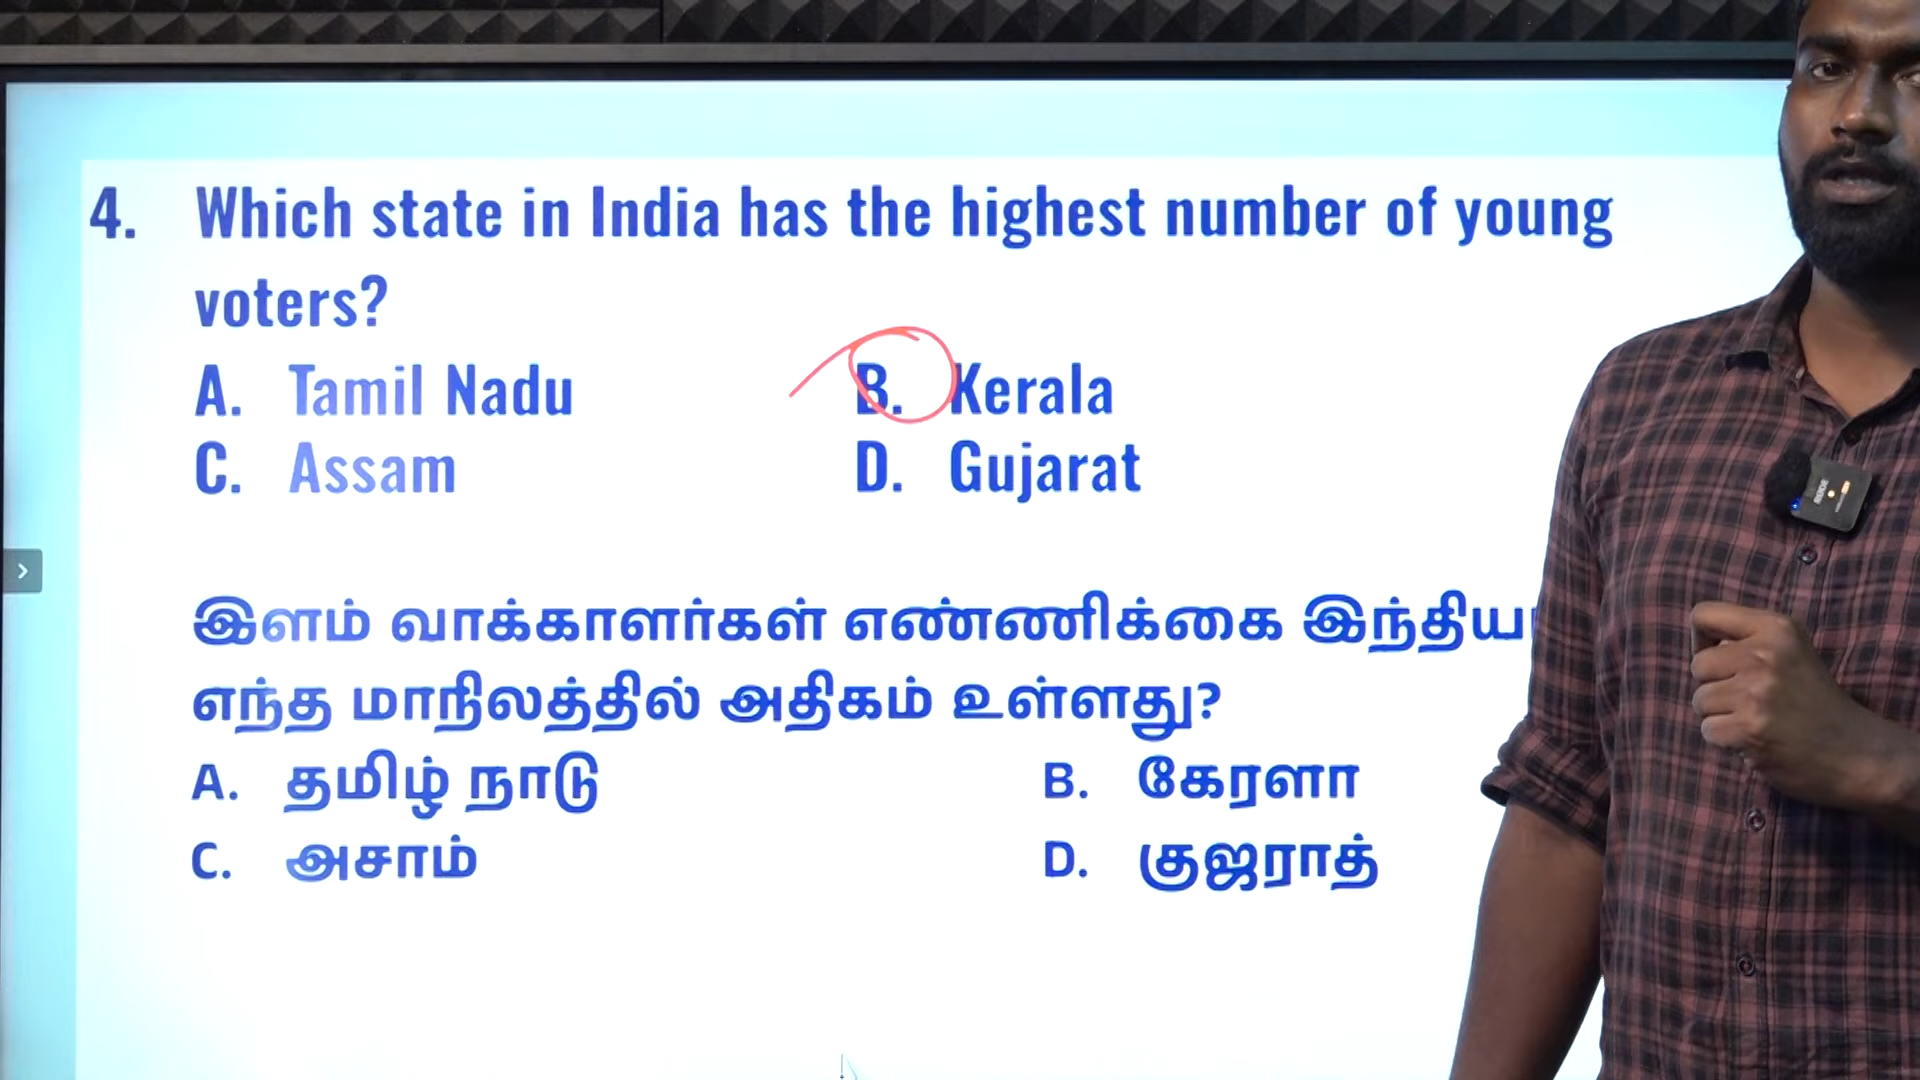 4. Which state in India has the highest number of young
voters?
A. Tamil Nadu B. Kerala
C. Assam D. Gujarat
இளம் வாக்காளர்கள் எண்ணிக்கை
எந்த மாநிலத்தில் அதிகம் உள்ளது?
A. தமிழ் நாடு B. கேரளா
C. அசாம் D. குஜராத்